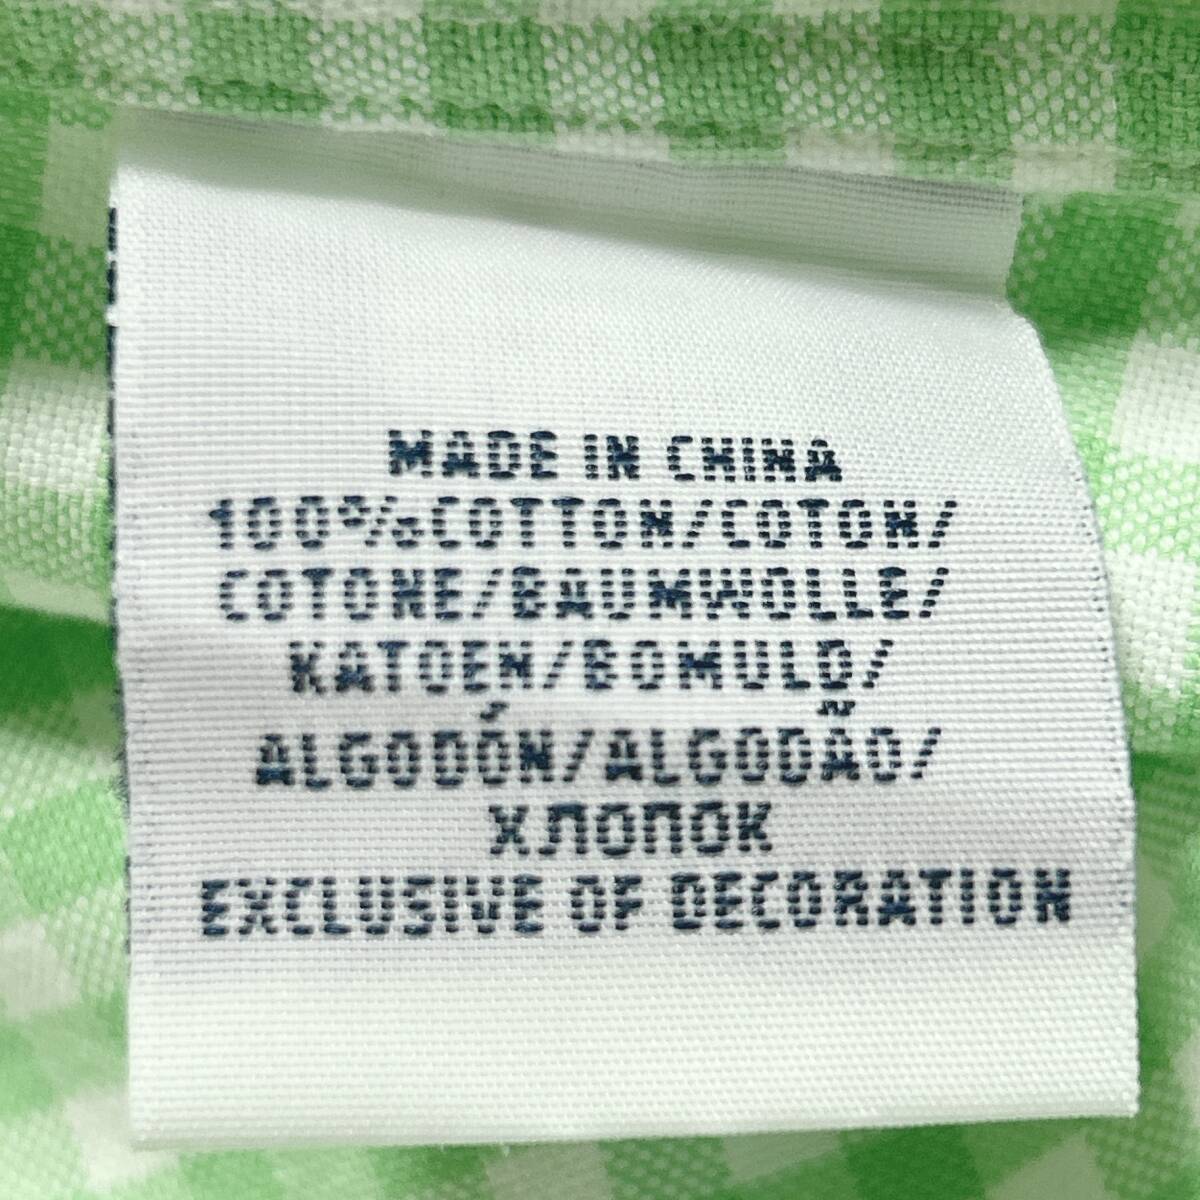 MADE IN CHINA
100%COTTON/COTON/
COTONE/BAUMWOLLE/
KATOEN/BOMULD/
ALGODÓN/ALGODÃO/
ХЛОПОК
EXCLUSIVE OF DECORATION